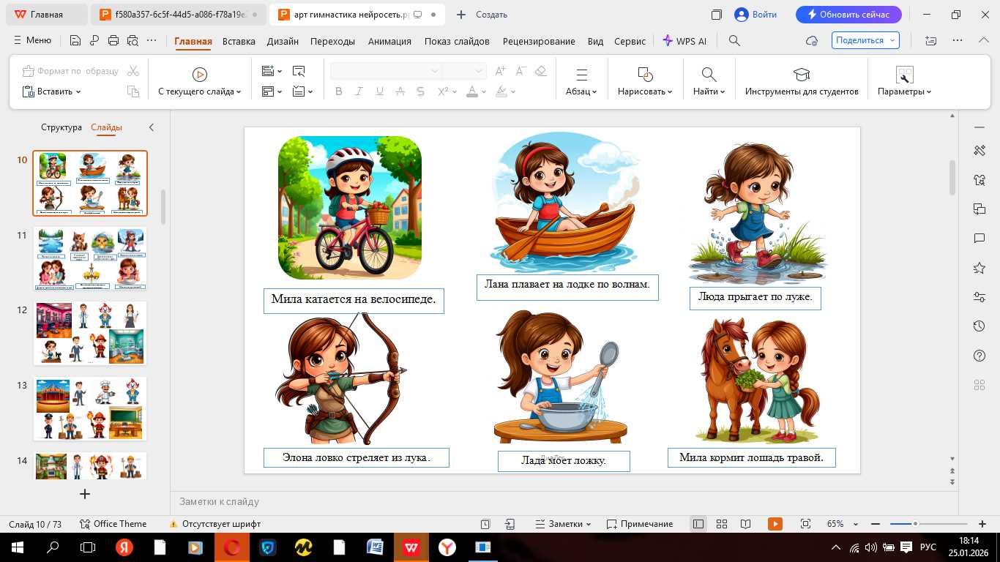 Главная
f580a357-6c5f-44d5-a086-f78a19e2
арт гимнастика нейросеть.pp
Создать
Войти
Обновить сейчас
Меню
Главная
Вставка
Дизайн
Переходы
Анимация
Показ слайдов
Рецензирование
Вид
Сервис
WPS AI
Поделиться
Формат по образцу
Вставить
С текущего слайда
Абзац
Нарисовать
Найти
Инструменты для студентов
Параметры
Структура
Слайды
10
11
12
13
14
Мила катается на велосипеде.
Лана плавает на лодке по волнам.
Люда прыгает по луже.
Элона ловко стреляет из лука.
Лада моет ложку.
Мила кормит лошадь травой.
Заметки к слайду
Слайд 10 / 73
Office Theme
Отсутствует шрифт
Заметки
Примечание
65%
РУС
18:14
25.01.2026